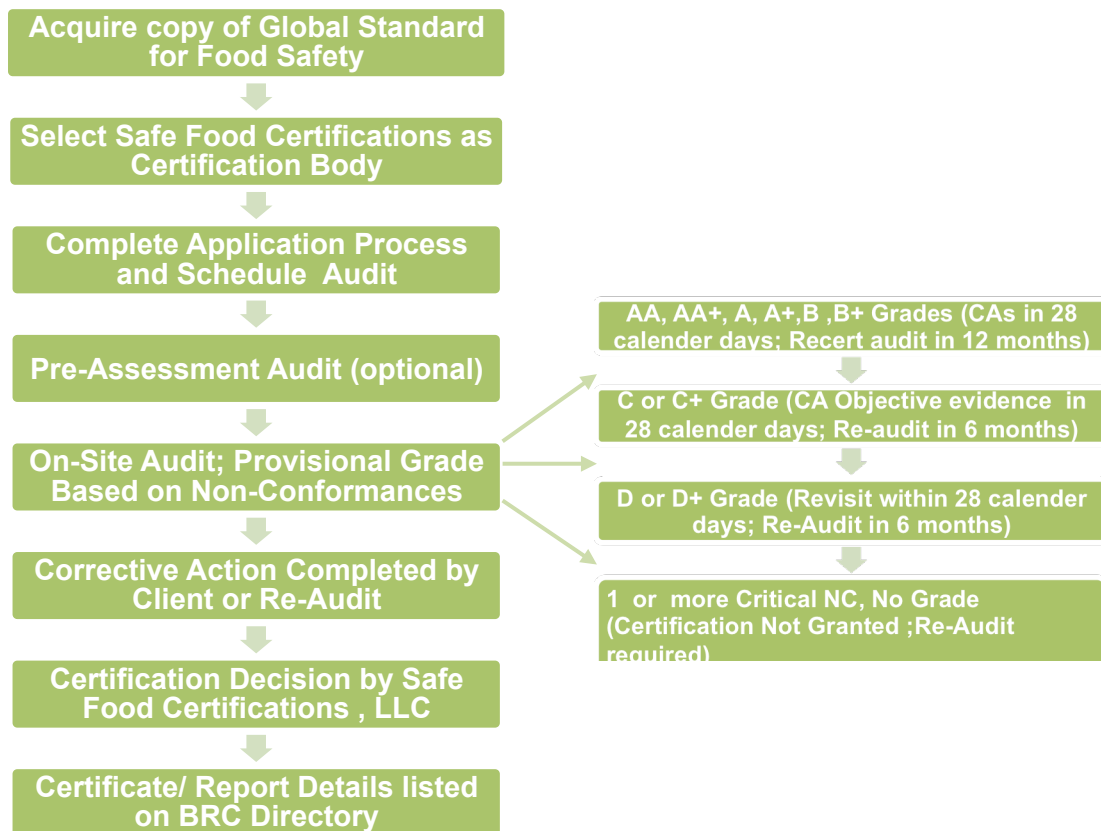 Acquire copy of Global Standard
for Food Safety
Select Safe Food Certifications as
Certification Body
Complete Application Process
and Schedule Audit
Pre-Assessment Audit (optional)
On-Site Audit; Provisional Grade
Based on Non-Conformances
Corrective Action Completed by
Client or Re-Audit
Certification Decision by Safe
Food Certifications , LLC
Certificate/ Report Details listed
on BRC Directory
AA, AA+, A, A+,B ,B+ Grades (CAs in 28
calender days; Recert audit in 12 months)
C or C+ Grade (CA Objective evidence in
28 calender days; Re-audit in 6 months)
D or D+ Grade (Revisit within 28 calender
days; Re-Audit in 6 months)
1 or more Critical NC, No Grade
(Certification Not Granted ;Re-Audit
required)